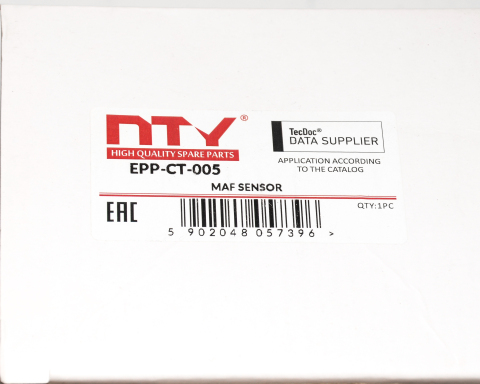 NTY®
HIGH QUALITY SPARE PARTS
EPP-CT-005
TecDoc®
DATA SUPPLIER
APPLICATION ACCORDING
TO THE CATALOG
MAF SENSOR
EAC
QTY:1PC
5 902048 057396 >